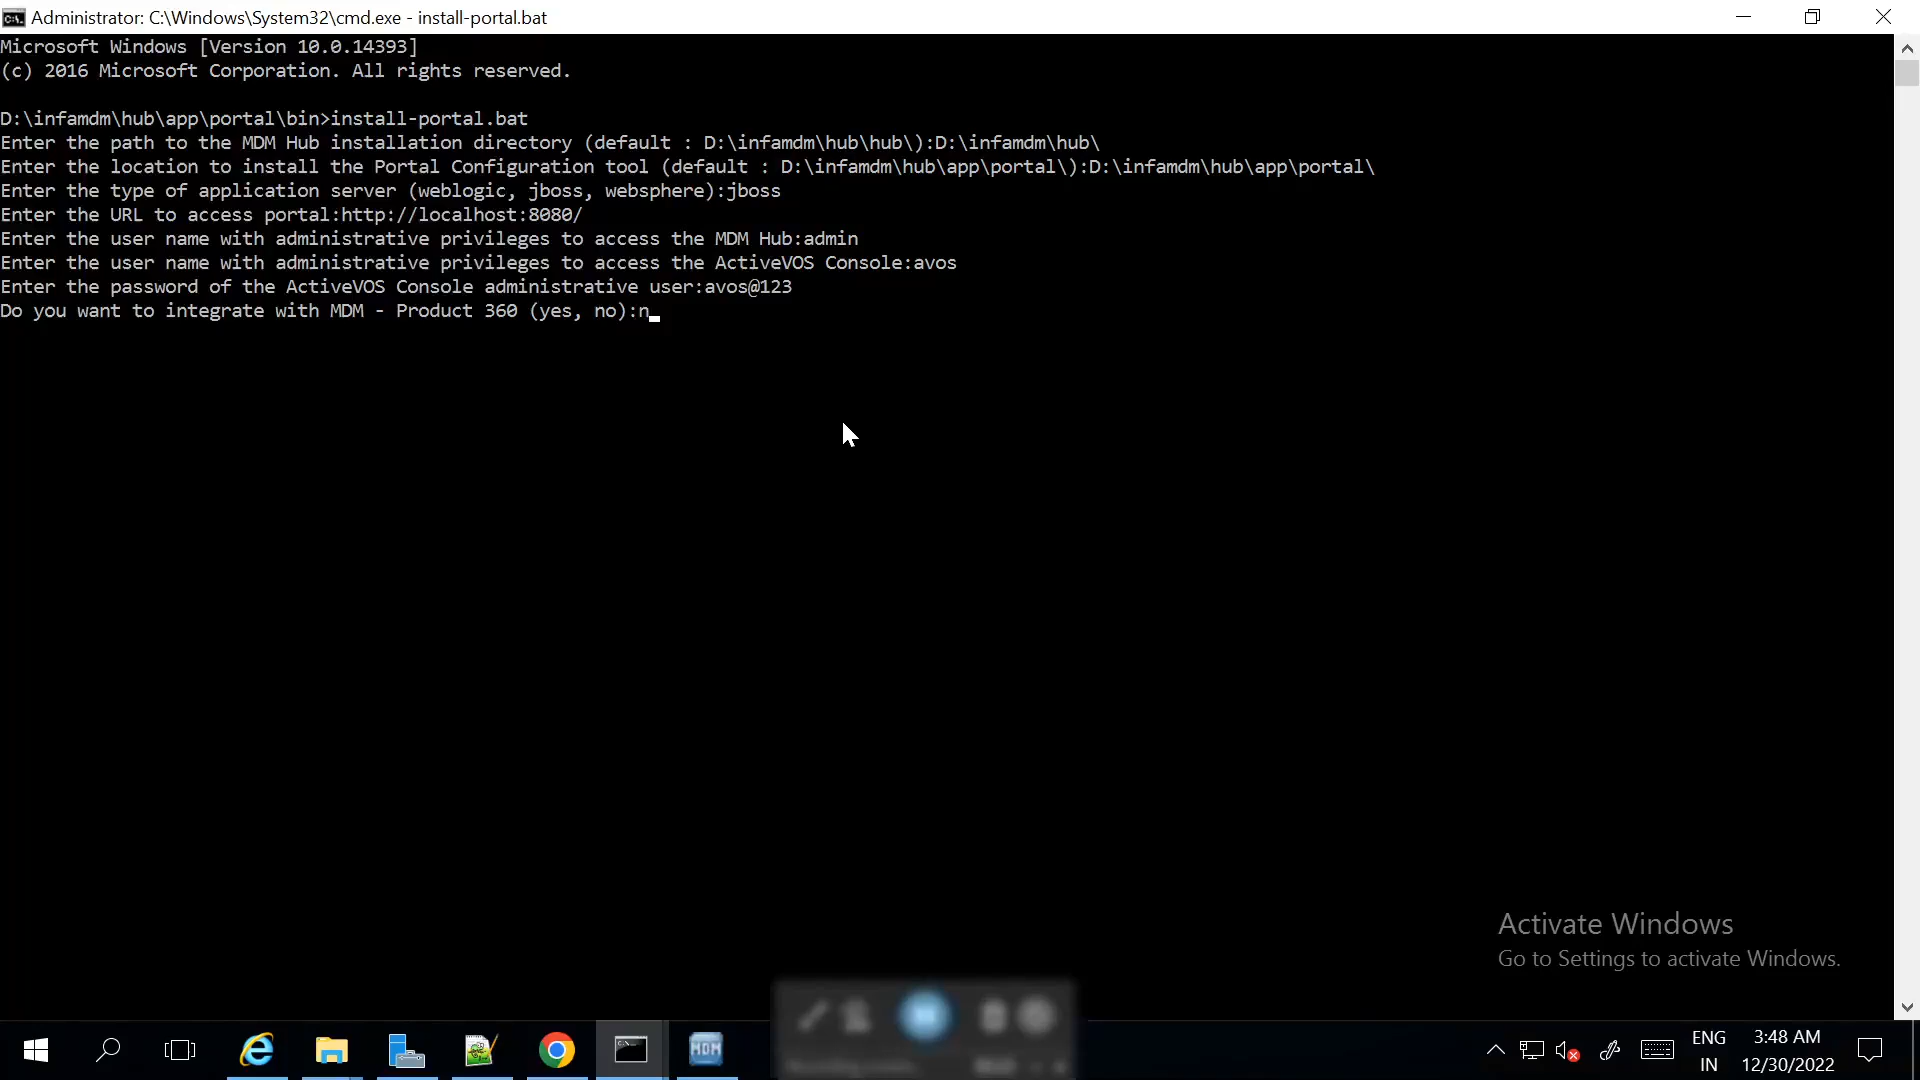 Administrator: C:\Windows\System32\cmd.exe - install-portal.bat
Microsoft Windows [Version 10.0.14393]
(c) 2016 Microsoft Corporation. All rights reserved.
D:\infamdm\hub\app\portal\bin>install-portal.bat
Enter the path to the MDM Hub installation directory (default : D:\infamdm\hub\hub\):D:\infamdm\hub\
Enter the location to install the Portal Configuration tool (default : D:\infamdm\hub\app\portal\):D:\infamdm\hub\app\portal\
Enter the type of application server (weblogic, jboss, websphere):jboss
Enter the URL to access portal:http://localhost:8080/
Enter the user name with administrative privileges to access the MDM Hub:admin
Enter the user name with administrative privileges to access the ActiveVOS Console:avos
Enter the password of the ActiveVOS Console administrative user:avos@123
Do you want to integrate with MDM - Product 360 (yes, no):n
Activate Windows
Go to Settings to activate Windows.
MDM
ENG
IN
3:48 AM
12/30/2022